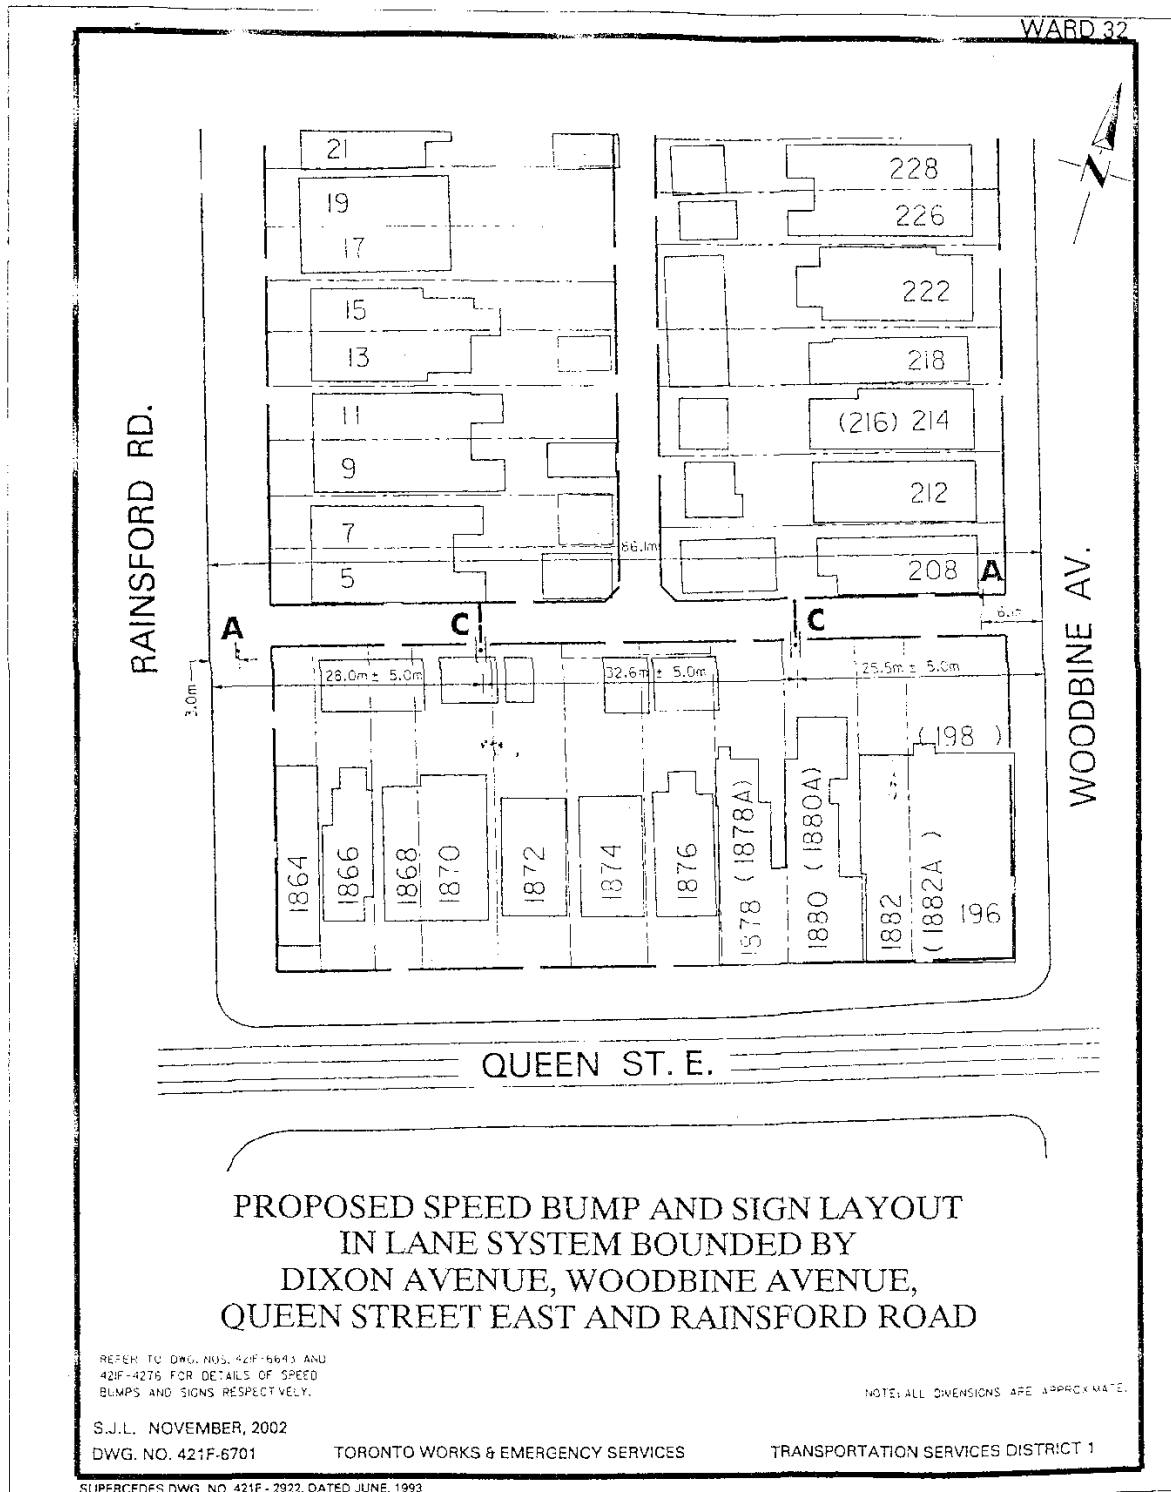 WARD 32
21
19
17
15
13
11
9
7
5
228
226
222
218
(216) 214
212
208
N
RAINSFORD RD.
WOODBINE AV.
86.1m
A
A
C
C
6m
3.0m
28.0m ± 5.0m
32.6m ± 5.0m
25.5m ± 5.0m
(198 )
1864
1866
1868
1870
1872
1874
1876
1878 (1878A)
1880 (1880A)
1882
(1882A )
196
QUEEN ST. E.
PROPOSED SPEED BUMP AND SIGN LAYOUT
IN LANE SYSTEM BOUNDED BY
DIXON AVENUE, WOODBINE AVENUE,
QUEEN STREET EAST AND RAINSFORD ROAD
REFER TO DWG. NOS. 421F-6643 AND
421F-4276 FOR DETAILS OF SPEED
BUMPS AND SIGNS RESPECTIVELY.
NOTE: ALL DIMENSIONS ARE APPROXIMATE.
S.J.L. NOVEMBER, 2002
DWG. NO. 421F-6701
TORONTO WORKS & EMERGENCY SERVICES
TRANSPORTATION SERVICES DISTRICT 1
SUPERCEDES DWG. NO. 421F - 2922, DATED JUNE, 1993